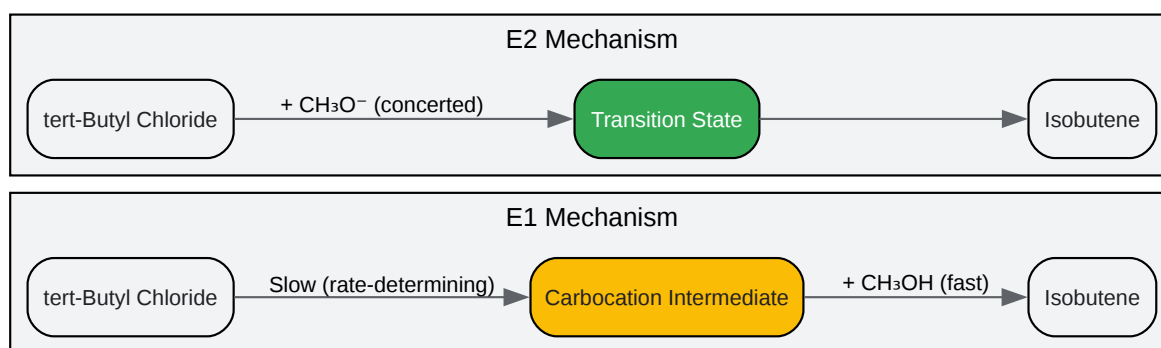 E2 Mechanism
tert-Butyl Chloride
+ CH₃O⁻ (concerted)
Transition State
Isobutene
E1 Mechanism
tert-Butyl Chloride
Slow (rate-determining)
Carbocation Intermediate
+ CH₃OH (fast)
Isobutene